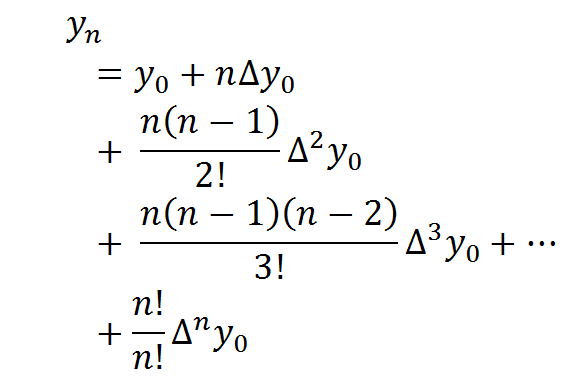 yₙ
= y₀ + nΔy₀
+ n(n − 1)/2! Δ²y₀
+ n(n − 1)(n − 2)/3! Δ³y₀ + ⋯
+ n!/n! Δⁿy₀